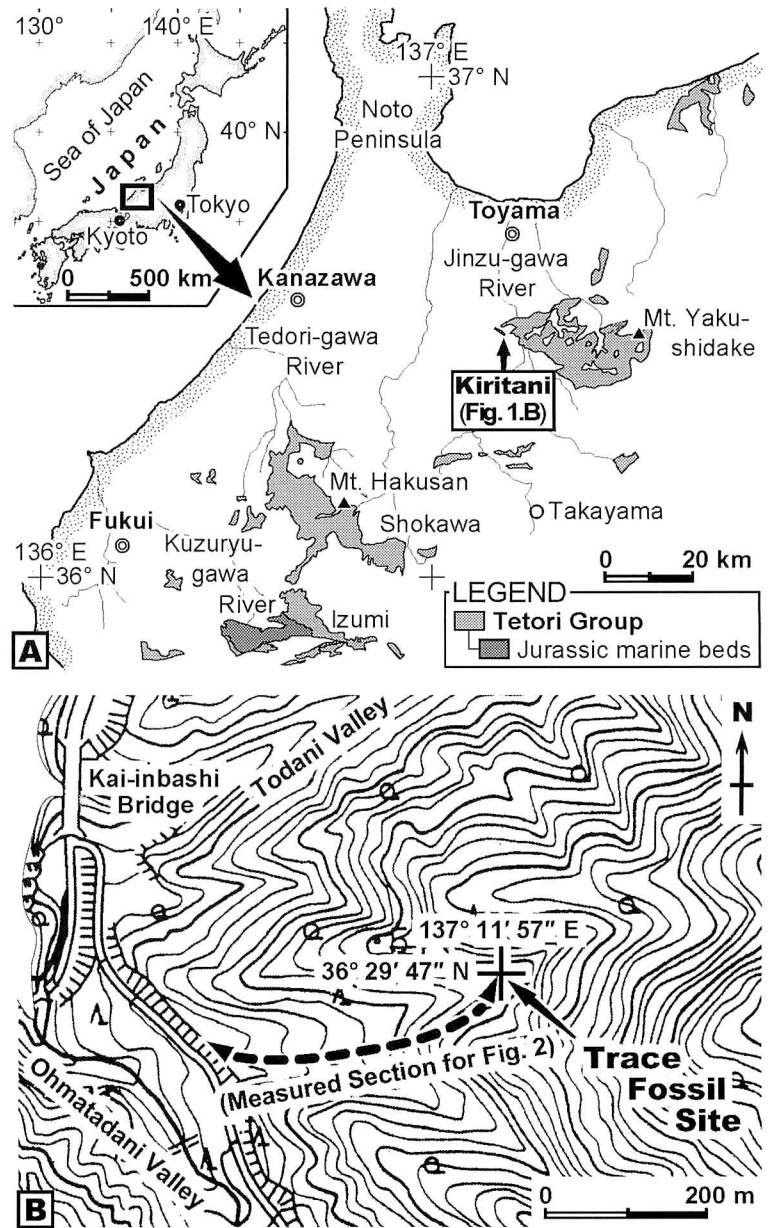 130°
140° E
Sea of Japan
Japan
40° N
Tokyo
Kyoto
0
500 km
137° E
37° N
Noto
Peninsula
Toyama
Jinzu-gawa
River
Kanazawa
Tedori-gawa
River
Mt. Yaku-
shidake
Kiritani
(Fig. 1.B)
Mt. Hakusan
Shokawa
Takayama
Fukui
Kuzuryu-
gawa
River
Izumi
136° E
36° N
0
20 km
LEGEND
Tetori Group
Jurassic marine beds
A
N
Kai-inbashi
Bridge
Todani Valley
137° 11′ 57″ E
36° 29′ 47″ N
(Measured Section for Fig. 2)
Trace
Fossil
Site
Ohmatadani Valley
0
200 m
B